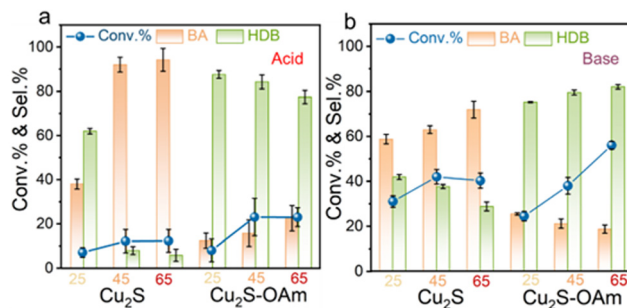 a
Conv.% BA HDB
Acid
Conv.% & Sel.%
100
80
60
40
20
0
25 45 65 25 45 65
Cu₂S Cu₂S-OAm
b
Conv.% BA HDB
Base
Conv.% & Sel.%
100
80
60
40
20
0
25 45 65 25 45 65
Cu₂S Cu₂S-OAm